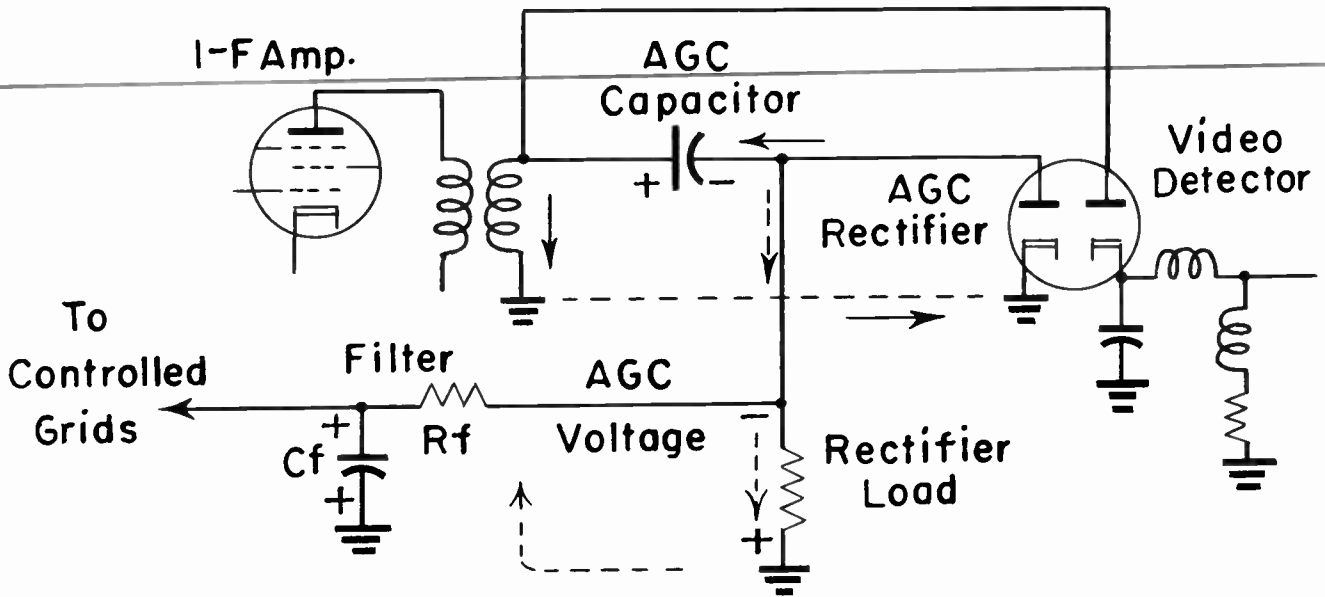 I-F Amp.
AGC
Capacitor
+
-
Video
Detector
AGC
Rectifier
To
Controlled
Grids
Filter
Rf
AGC
Voltage
+
Cf
+
-
+
Rectifier
Load